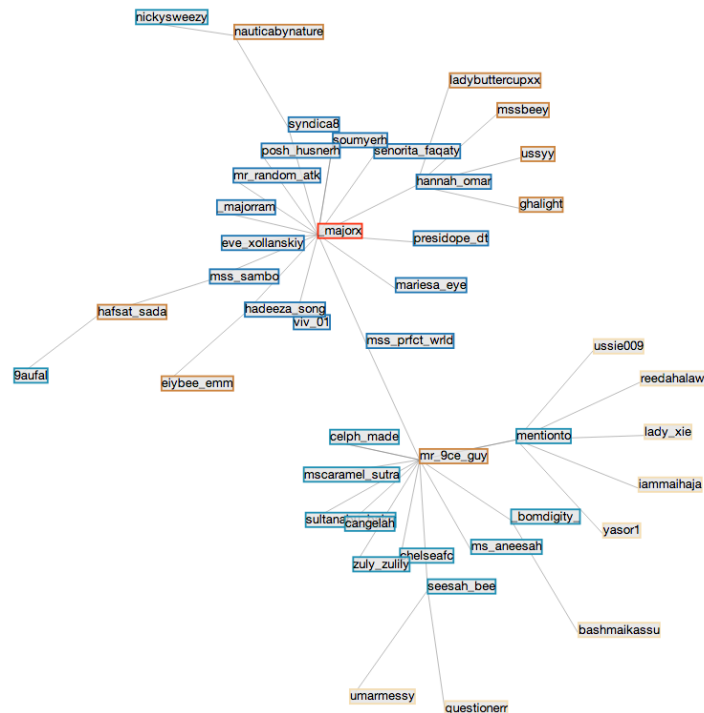 nickysweezy
nauticabynature
ladybuttercupxx
mssbeey
syndica8
soumyerh
posh_husnerh
senorita_faqaty
ussyy
mr_random_atk
hannah_omar
ghalight
_majorram
_majorx
presidope_dt
eve_xollanskiy
mss_sambo
mariesa_eye
hafsat_sada
hadeeza_song
viv_01
mss_prfct_wrld
ussie009
9aufal
eiybee_emm
reedahalaw
celph_made
mentionto
lady_xie
mr_9ce_guy
mscaramel_sutra
iammaihaja
cangelah
_bomdigity_
yasor1
ms_aneesah
chelseafc
zuly_zulily
seesah_bee
bashmaikassu
umarmessy
questionerr